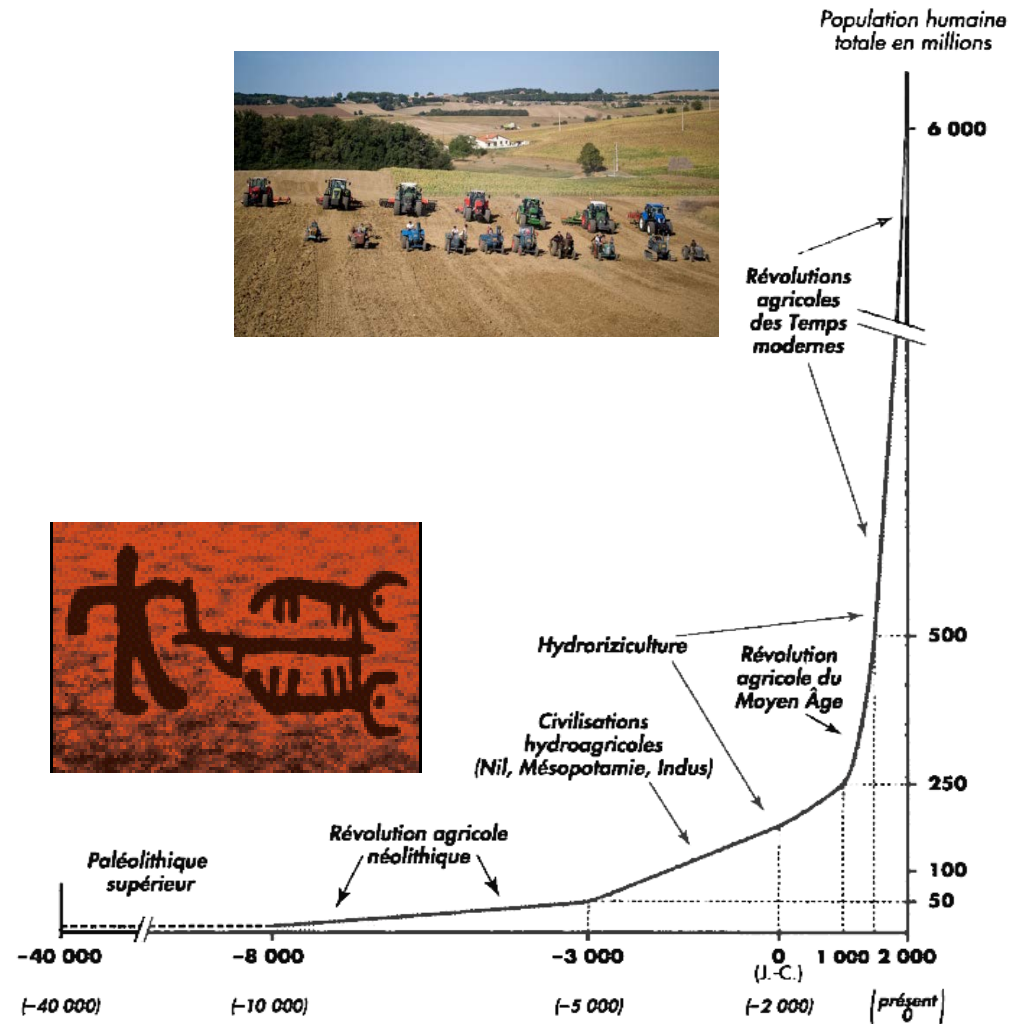 Population humaine
totale en millions
6 000
Révolutions
agricoles
des Temps
modernes
500
Hydroriziculture
Révolution
agricole du
Moyen Âge
Civilisations
hydroagricoles
(Nil, Mésopotamie, Indus)
250
Révolution agricole
néolithique
Paléolithique
supérieur
100
50
-40 000 -8 000 -3 000 0 1 000 2 000
(J.-C.)
(-40 000) (-10 000) (-5 000) (-2 000) (présent
0)